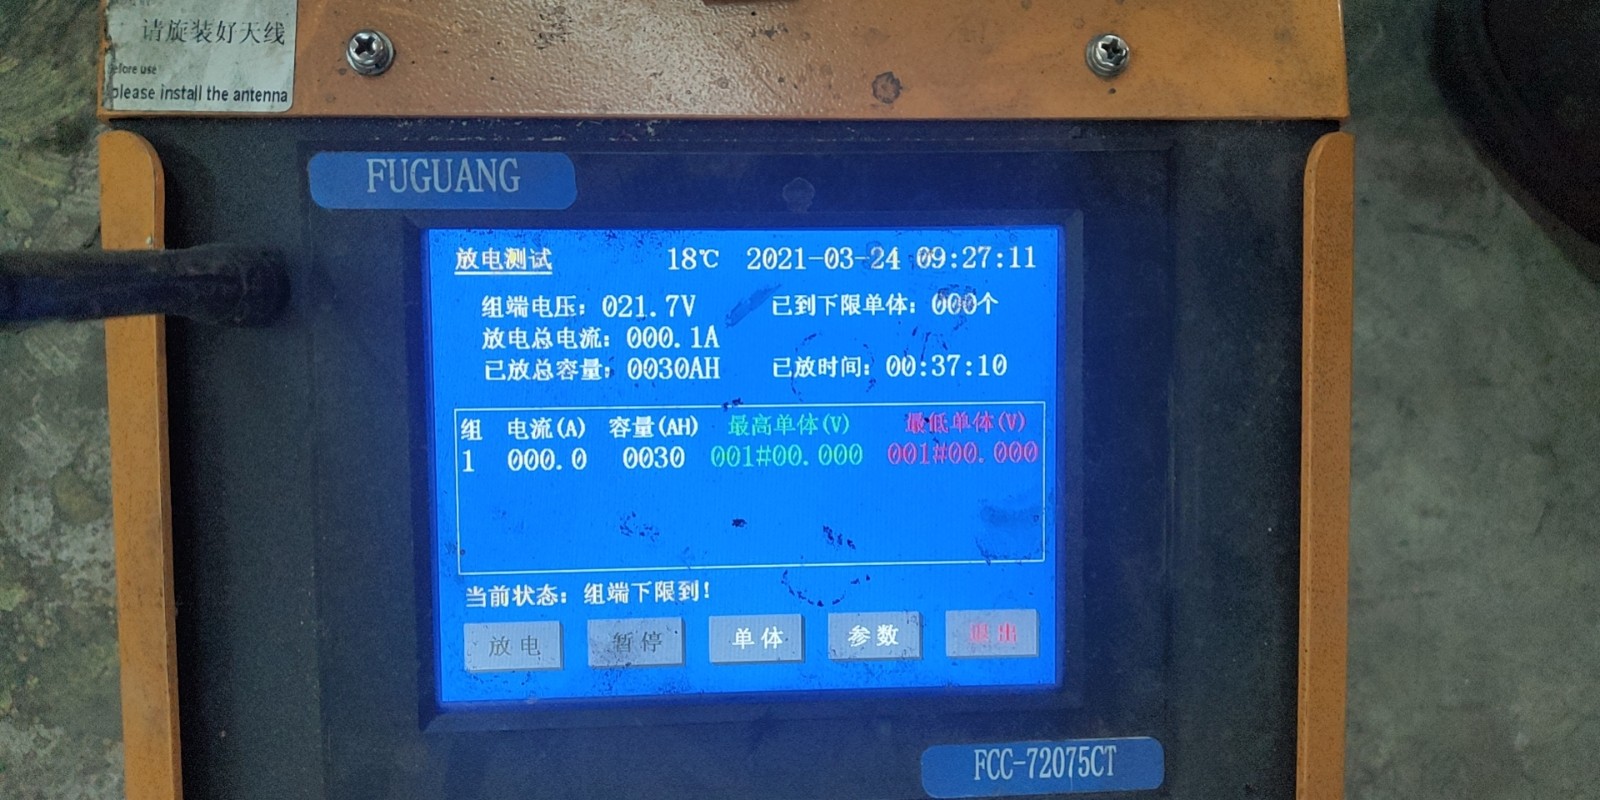 请旋装好天线
efore use
please install the antenna
FUGUANG
放电测试 18℃ 2021-03-24 09:27:11
组端电压：021.7V 已到下限单体：000个
放电总电流：000.1A
已放总容量：0030AH 已放时间：00:37:10
组 电流(A) 容量(AH) 最高单体(V) 最低单体(V)
1 000.0 0030 001#00.000 001#00.000
当前状态：组端下限到!
放电 暂停 单体 参数 退出
FCC-72075CT